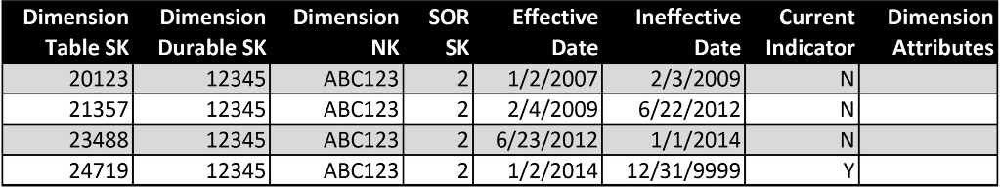 Dimension Table SK Dimension Durable SK Dimension NK SOR SK Effective Date Ineffective Date Current Indicator Dimension Attributes
20123 12345 ABC123 2 1/2/2007 2/3/2009 N
21357 12345 ABC123 2 2/4/2009 6/22/2012 N
23488 12345 ABC123 2 6/23/2012 1/1/2014 N
24719 12345 ABC123 2 1/2/2014 12/31/9999 Y